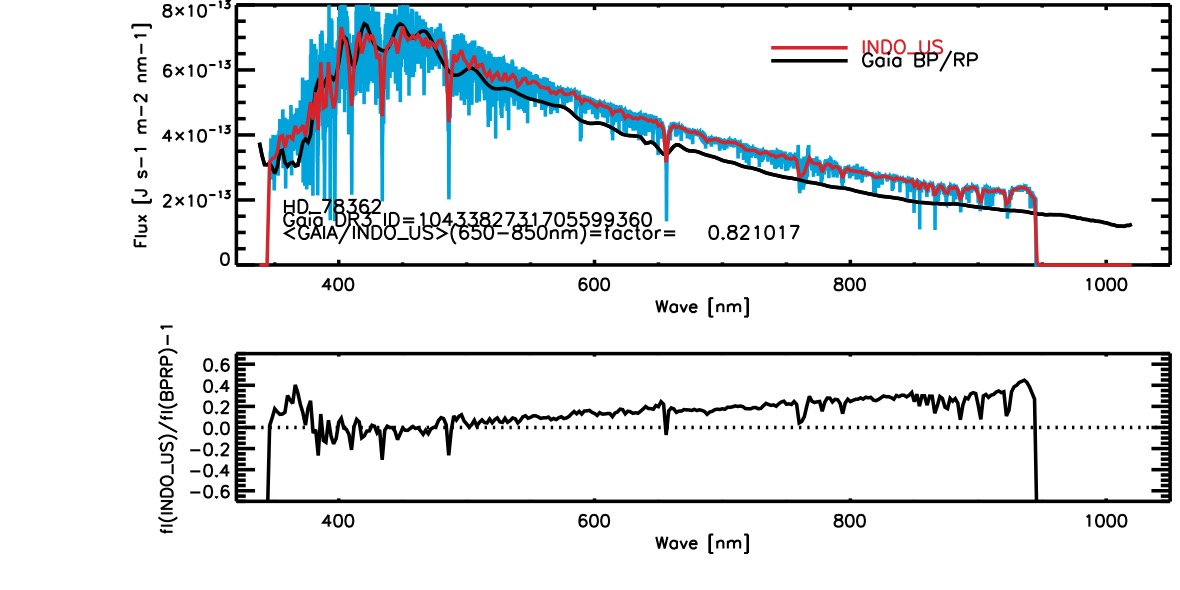 8×10−13
6×10−13
4×10−13
2×10−13
0
Flux [J s−1 m−2 nm−1]
INDO_US
Gaia BP/RP
HD_78362
Gaia DR3 ID=1043382731705599360
<GAIA/INDO_US>(650−850nm)=factor= 0.821017
400 600 800 1000
Wave [nm]
0.6
0.4
0.2
0.0
−0.2
−0.4
−0.6
fl(INDO_US)/fl(BPRP)−1
400 600 800 1000
Wave [nm]